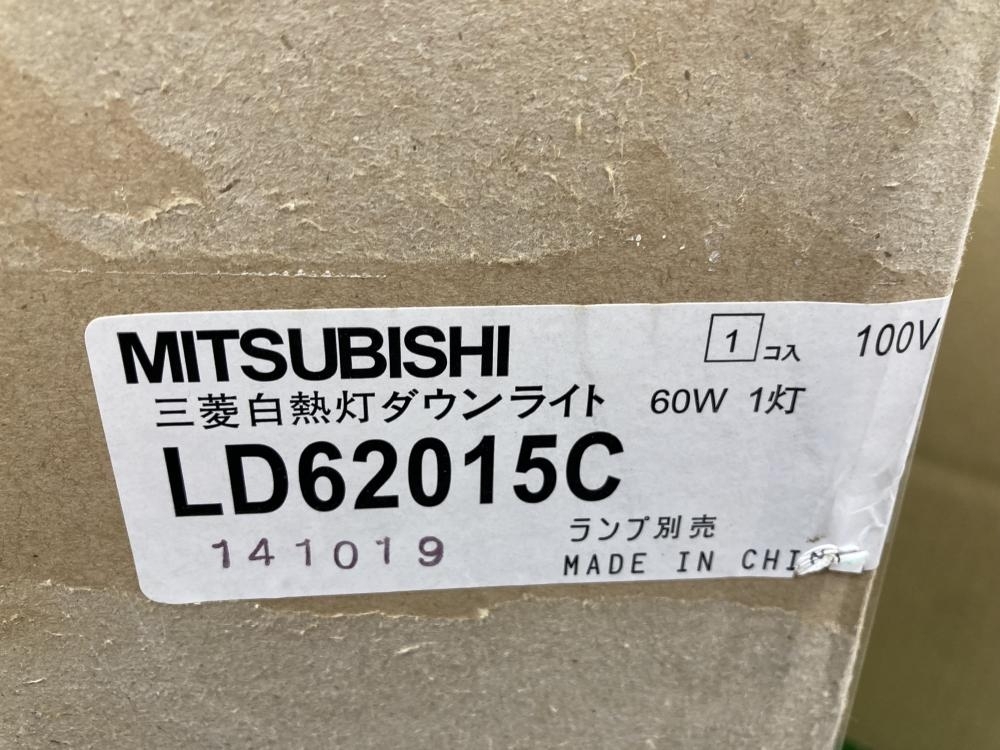 MITSUBISHI
1 コ入 100V
三菱白熱灯ダウンライト 60W 1灯
LD62015C
ランプ別売
141019
MADE IN CHI